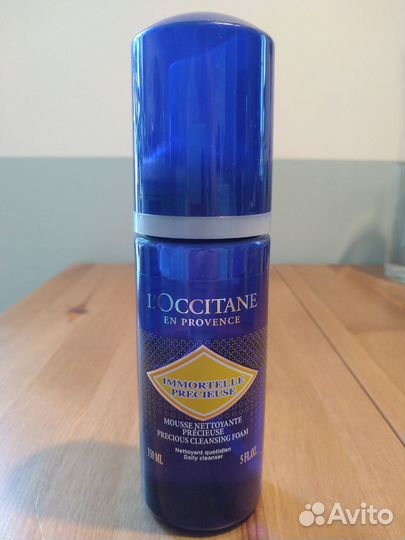 L'OCCITANE
EN PROVENCE
IMMORTELLE
PRECIEUSE
MOUSSE NETTOYANTE
PRÉCIEUSE
PRECIOUS CLEANSING FOAM
Nettoyant quotidien
Daily cleanser
150 ML 5 FL.OZ.
Avito